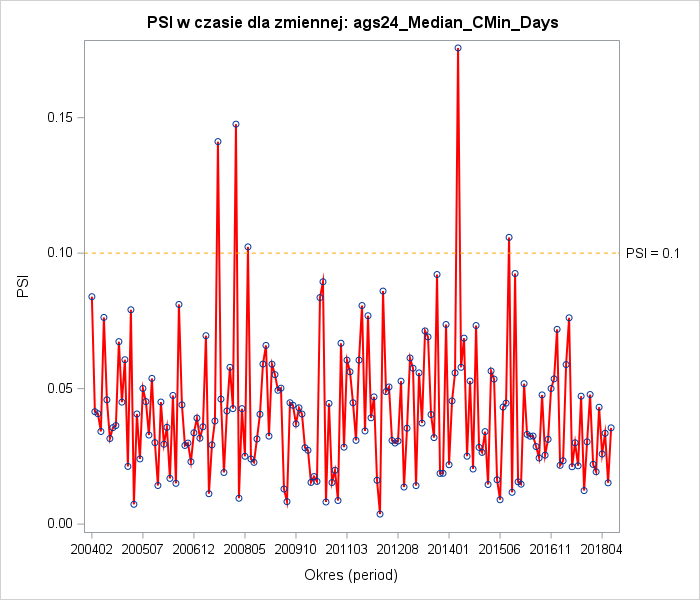 PSI w czasie dla zmiennej: ags24_Median_CMin_Days
0.15
0.10
PSI = 0.1
PSI
0.05
0.00
200402 200507 200612 200805 200910 201103 201208 201401 201506 201611 201804
Okres (period)